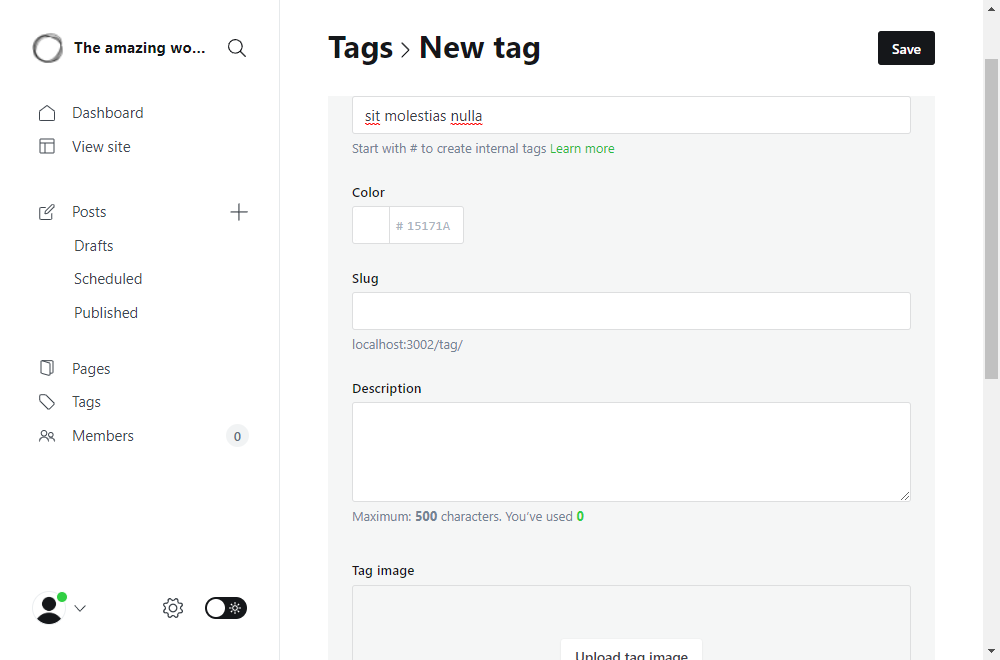 The amazing wo...
Dashboard
View site
Posts
Drafts
Scheduled
Published
Pages
Tags
Members
0
Tags > New tag
Save
sit molestias nulla
Start with # to create internal tags Learn more
Color
# 15171A
Slug
localhost:3002/tag/
Description
Maximum: 500 characters. You’ve used 0
Tag image
Upload tag image